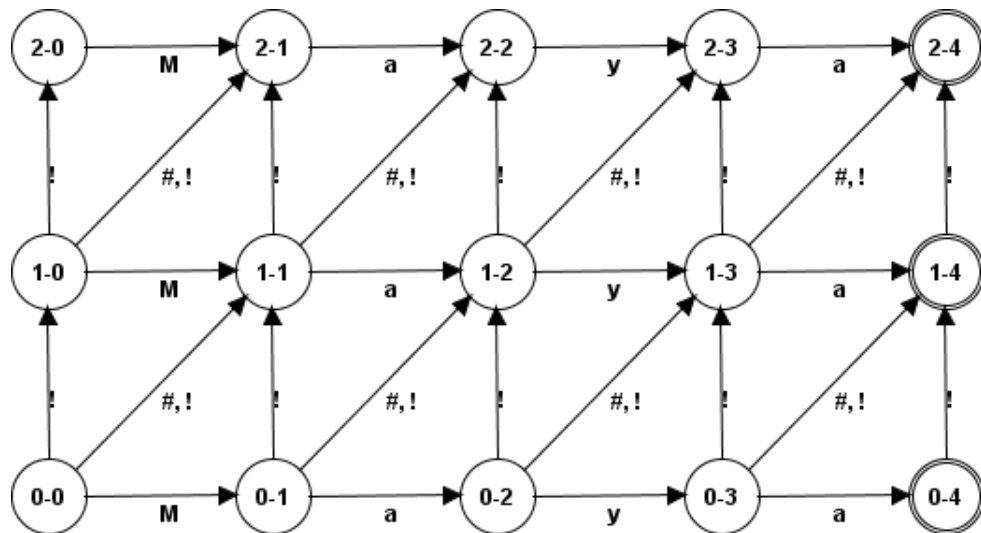 2-0 M 2-1 a 2-2 y 2-3 a 2-4
! #, ! ! #, ! ! #, ! ! #, ! !
1-0 M 1-1 a 1-2 y 1-3 a 1-4
! #, ! ! #, ! ! #, ! ! #, ! !
0-0 M 0-1 a 0-2 y 0-3 a 0-4